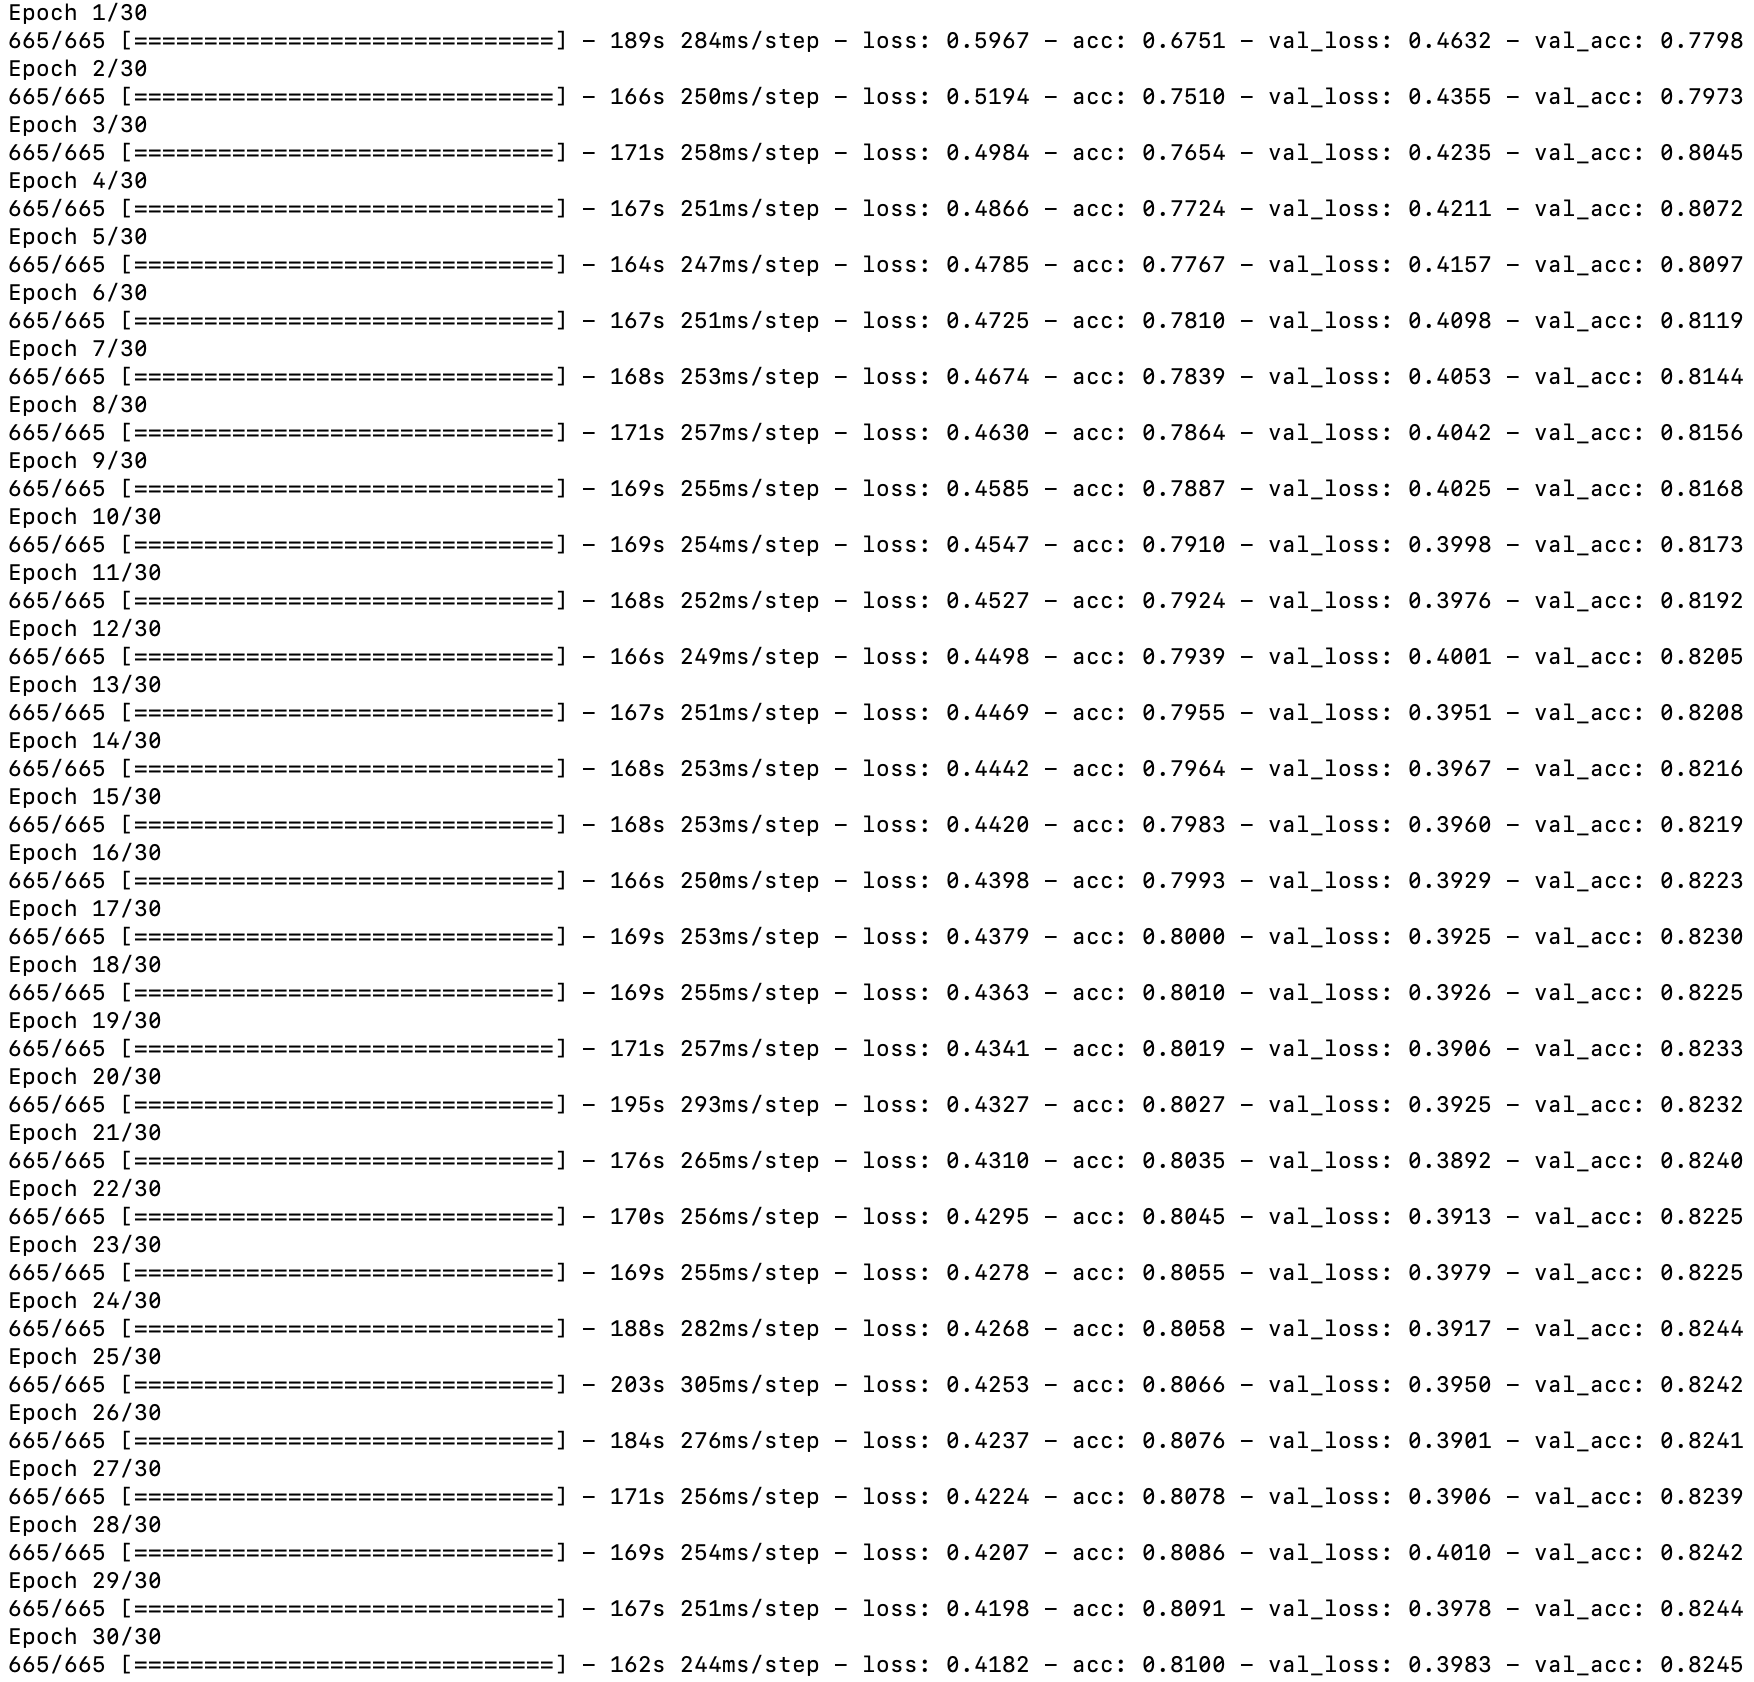 Epoch 1/30
665/665 [==============================] - 189s 284ms/step - loss: 0.5967 - acc: 0.6751 - val_loss: 0.4632 - val_acc: 0.7798
Epoch 2/30
665/665 [==============================] - 166s 250ms/step - loss: 0.5194 - acc: 0.7510 - val_loss: 0.4355 - val_acc: 0.7973
Epoch 3/30
665/665 [==============================] - 171s 258ms/step - loss: 0.4984 - acc: 0.7654 - val_loss: 0.4235 - val_acc: 0.8045
Epoch 4/30
665/665 [==============================] - 167s 251ms/step - loss: 0.4866 - acc: 0.7724 - val_loss: 0.4211 - val_acc: 0.8072
Epoch 5/30
665/665 [==============================] - 164s 247ms/step - loss: 0.4785 - acc: 0.7767 - val_loss: 0.4157 - val_acc: 0.8097
Epoch 6/30
665/665 [==============================] - 167s 251ms/step - loss: 0.4725 - acc: 0.7810 - val_loss: 0.4098 - val_acc: 0.8119
Epoch 7/30
665/665 [==============================] - 168s 253ms/step - loss: 0.4674 - acc: 0.7839 - val_loss: 0.4053 - val_acc: 0.8144
Epoch 8/30
665/665 [==============================] - 171s 257ms/step - loss: 0.4630 - acc: 0.7864 - val_loss: 0.4042 - val_acc: 0.8156
Epoch 9/30
665/665 [==============================] - 169s 255ms/step - loss: 0.4585 - acc: 0.7887 - val_loss: 0.4025 - val_acc: 0.8168
Epoch 10/30
665/665 [==============================] - 169s 254ms/step - loss: 0.4547 - acc: 0.7910 - val_loss: 0.3998 - val_acc: 0.8173
Epoch 11/30
665/665 [==============================] - 168s 252ms/step - loss: 0.4527 - acc: 0.7924 - val_loss: 0.3976 - val_acc: 0.8192
Epoch 12/30
665/665 [==============================] - 166s 249ms/step - loss: 0.4498 - acc: 0.7939 - val_loss: 0.4001 - val_acc: 0.8205
Epoch 13/30
665/665 [==============================] - 167s 251ms/step - loss: 0.4469 - acc: 0.7955 - val_loss: 0.3951 - val_acc: 0.8208
Epoch 14/30
665/665 [==============================] - 168s 253ms/step - loss: 0.4442 - acc: 0.7964 - val_loss: 0.3967 - val_acc: 0.8216
Epoch 15/30
665/665 [==============================] - 168s 253ms/step - loss: 0.4420 - acc: 0.7983 - val_loss: 0.3960 - val_acc: 0.8219
Epoch 16/30
665/665 [==============================] - 166s 250ms/step - loss: 0.4398 - acc: 0.7993 - val_loss: 0.3929 - val_acc: 0.8223
Epoch 17/30
665/665 [==============================] - 169s 253ms/step - loss: 0.4379 - acc: 0.8000 - val_loss: 0.3925 - val_acc: 0.8230
Epoch 18/30
665/665 [==============================] - 169s 255ms/step - loss: 0.4363 - acc: 0.8010 - val_loss: 0.3926 - val_acc: 0.8225
Epoch 19/30
665/665 [==============================] - 171s 257ms/step - loss: 0.4341 - acc: 0.8019 - val_loss: 0.3906 - val_acc: 0.8233
Epoch 20/30
665/665 [==============================] - 195s 293ms/step - loss: 0.4327 - acc: 0.8027 - val_loss: 0.3925 - val_acc: 0.8232
Epoch 21/30
665/665 [==============================] - 176s 265ms/step - loss: 0.4310 - acc: 0.8035 - val_loss: 0.3892 - val_acc: 0.8240
Epoch 22/30
665/665 [==============================] - 170s 256ms/step - loss: 0.4295 - acc: 0.8045 - val_loss: 0.3913 - val_acc: 0.8225
Epoch 23/30
665/665 [==============================] - 169s 255ms/step - loss: 0.4278 - acc: 0.8055 - val_loss: 0.3979 - val_acc: 0.8225
Epoch 24/30
665/665 [==============================] - 188s 282ms/step - loss: 0.4268 - acc: 0.8058 - val_loss: 0.3917 - val_acc: 0.8244
Epoch 25/30
665/665 [==============================] - 203s 305ms/step - loss: 0.4253 - acc: 0.8066 - val_loss: 0.3950 - val_acc: 0.8242
Epoch 26/30
665/665 [==============================] - 184s 276ms/step - loss: 0.4237 - acc: 0.8076 - val_loss: 0.3901 - val_acc: 0.8241
Epoch 27/30
665/665 [==============================] - 171s 256ms/step - loss: 0.4224 - acc: 0.8078 - val_loss: 0.3906 - val_acc: 0.8239
Epoch 28/30
665/665 [==============================] - 169s 254ms/step - loss: 0.4207 - acc: 0.8086 - val_loss: 0.4010 - val_acc: 0.8242
Epoch 29/30
665/665 [==============================] - 167s 251ms/step - loss: 0.4198 - acc: 0.8091 - val_loss: 0.3978 - val_acc: 0.8244
Epoch 30/30
665/665 [==============================] - 162s 244ms/step - loss: 0.4182 - acc: 0.8100 - val_loss: 0.3983 - val_acc: 0.8245